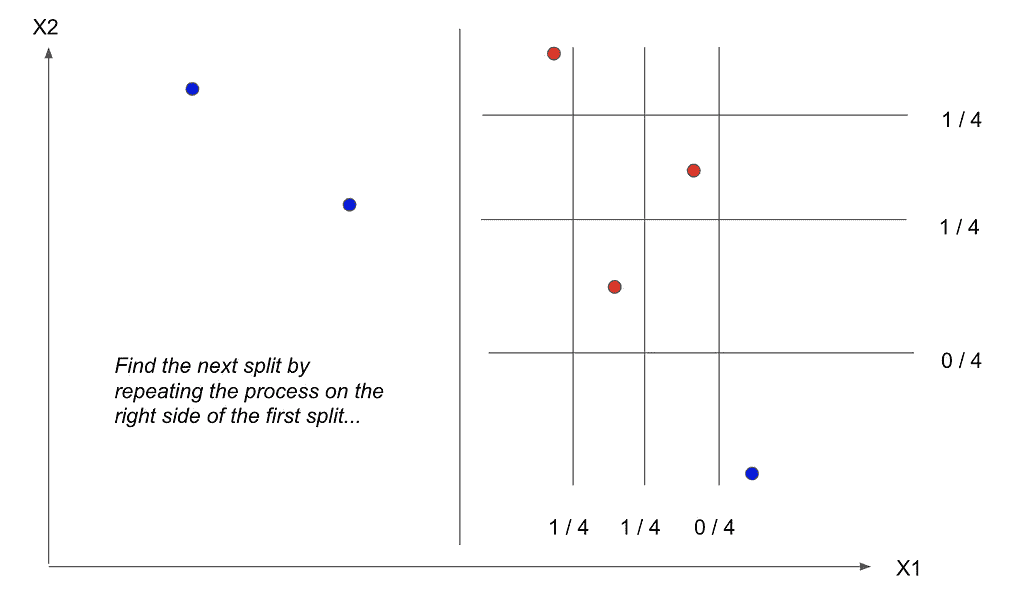 X2
1 / 4
1 / 4
Find the next split by
repeating the process on the
right side of the first split...
0 / 4
1 / 4 1 / 4 0 / 4
X1